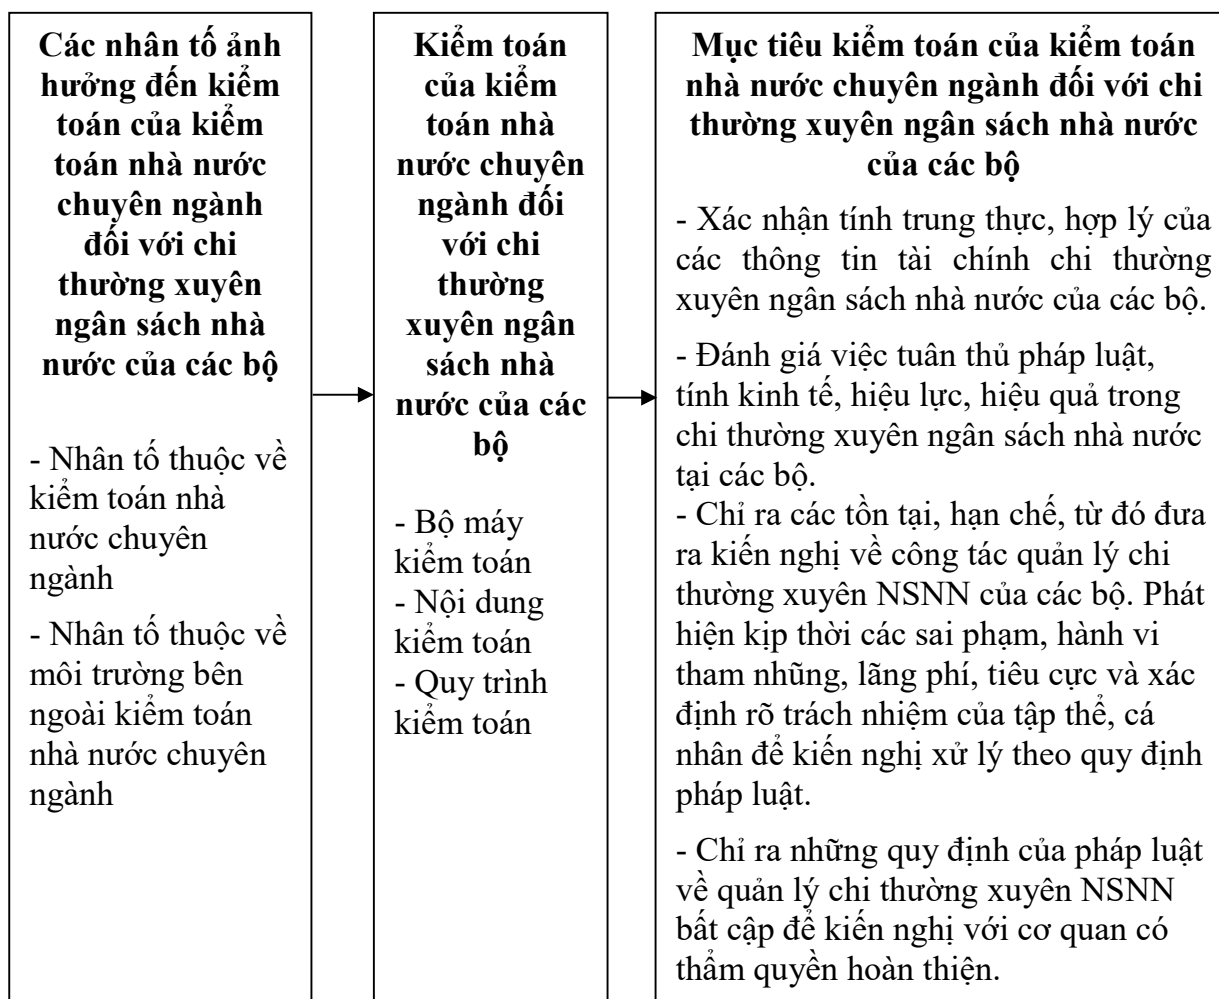 Các nhân tố ảnh
hưởng đến kiểm
toán của kiểm
toán nhà nước
chuyên ngành
đối với chi
thường xuyên
ngân sách nhà
nước của các bộ
- Nhân tố thuộc về
kiểm toán nhà
nước chuyên
ngành
- Nhân tố thuộc về
môi trường bên
ngoài kiểm toán
nhà nước chuyên
ngành
Kiểm toán
của kiểm
toán nhà
nước chuyên
ngành đối
với chi
thường
xuyên ngân
sách nhà
nước của các
bộ
- Bộ máy
kiểm toán
- Nội dung
kiểm toán
- Quy trình
kiểm toán
Mục tiêu kiểm toán của kiểm toán
nhà nước chuyên ngành đối với chi
thường xuyên ngân sách nhà nước
của các bộ
- Xác nhận tính trung thực, hợp lý của
các thông tin tài chính chi thường
xuyên ngân sách nhà nước của các bộ.
- Đánh giá việc tuân thủ pháp luật,
tính kinh tế, hiệu lực, hiệu quả trong
chi thường xuyên ngân sách nhà nước
tại các bộ.
- Chỉ ra các tồn tại, hạn chế, từ đó đưa
ra kiến nghị về công tác quản lý chi
thường xuyên NSNN của các bộ. Phát
hiện kịp thời các sai phạm, hành vi
tham nhũng, lãng phí, tiêu cực và xác
định rõ trách nhiệm của tập thể, cá
nhân để kiến nghị xử lý theo quy định
pháp luật.
- Chỉ ra những quy định của pháp luật
về quản lý chi thường xuyên NSNN
bất cập để kiến nghị với cơ quan có
thẩm quyền hoàn thiện.